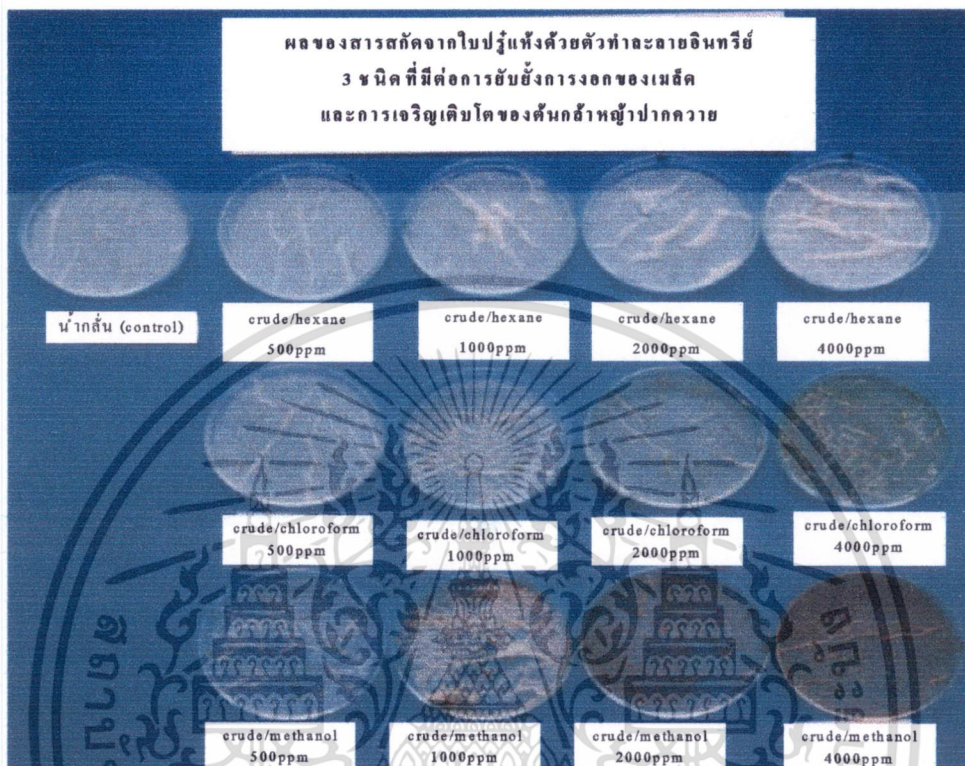 ผลของสารสกัดจากใบปรู๋แห้งด้วยตัวทำละลายอินทรีย์
3 ชนิดที่มีต่อการยับยั้งการงอกของเมล็ด
และการเจริญเติบโตของต้นกล้าหญ้าปากควาย
น้ำกลั่น (control)
crude/hexane
500ppm
crude/hexane
1000ppm
crude/hexane
2000ppm
crude/hexane
4000ppm
crude/chloroform
500ppm
crude/chloroform
1000ppm
crude/chloroform
2000ppm
crude/chloroform
4000ppm
crude/methanol
500ppm
crude/methanol
1000ppm
crude/methanol
2000ppm
crude/methanol
4000ppm